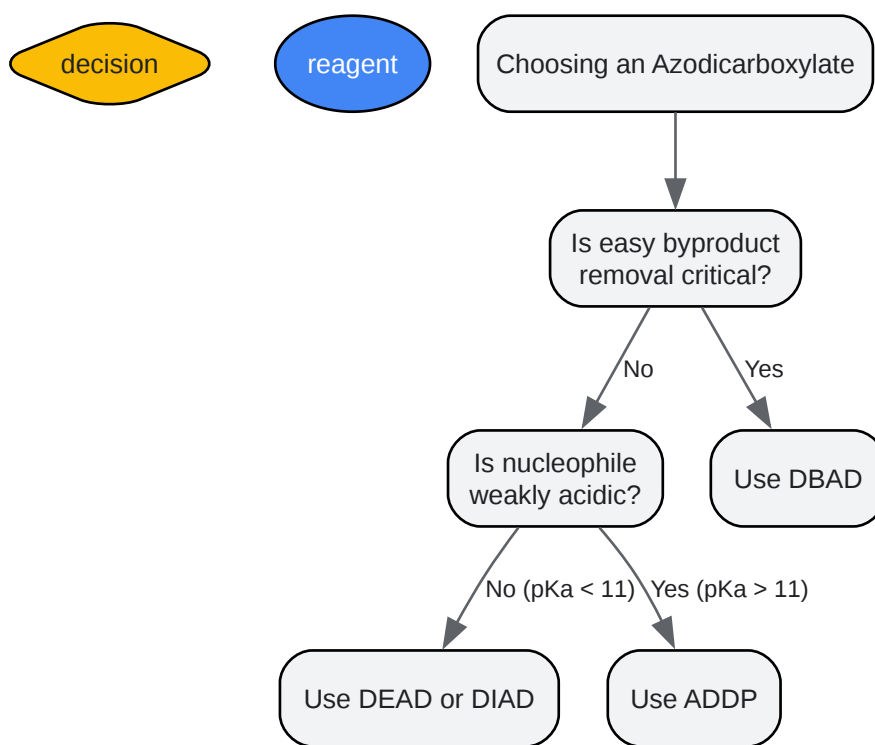 decision
reagent
Choosing an Azodicarboxylate
Is easy byproduct
removal critical?
No
Yes
Is nucleophile
weakly acidic?
Use DBAD
No (pKa < 11)
Yes (pKa > 11)
Use DEAD or DIAD
Use ADDP